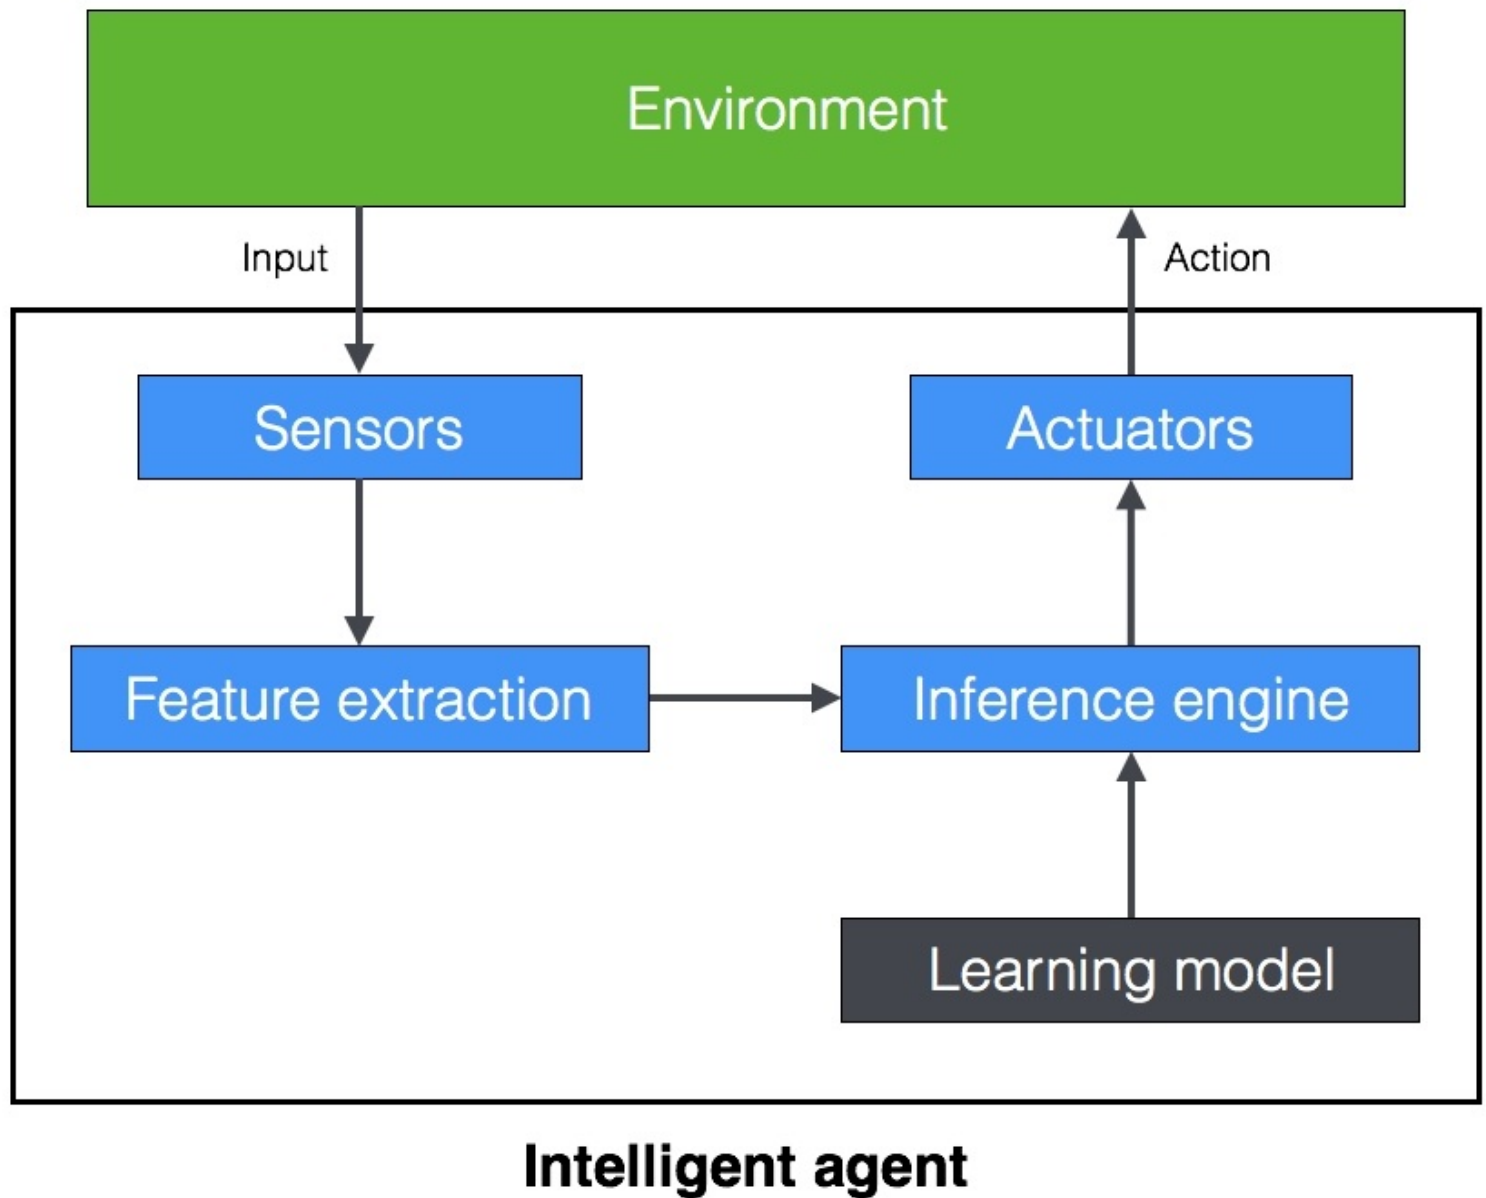 Environment
Input
Action
Sensors
Actuators
Feature extraction
Inference engine
Learning model
Intelligent agent